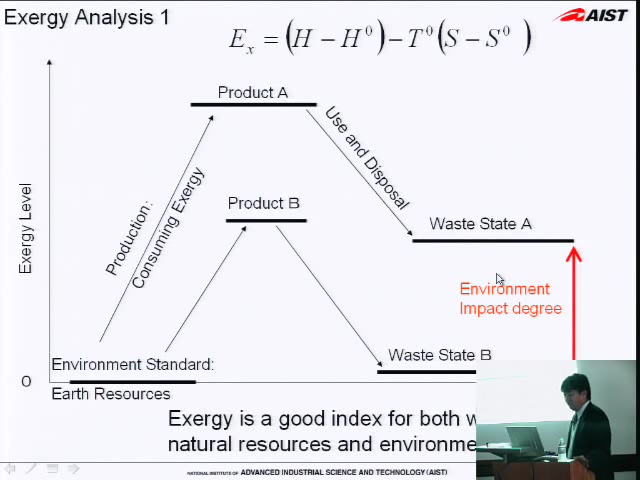 Exergy Analysis 1
AIST
Eₓ = (H − H⁰) − T⁰(S − S⁰ )
Product A
Use and Disposal
Production:
Consuming Exergy
Product B
Waste State A
Exergy Level
Environment
Impact degree
Environment Standard:
Waste State B
O
Earth Resources
Exergy is a good index for both w
natural resources and environme
NATIONAL INSTITUTE OF ADVANCED INDUSTRIAL SCIENCE AND TECHNOLOGY (AIST)